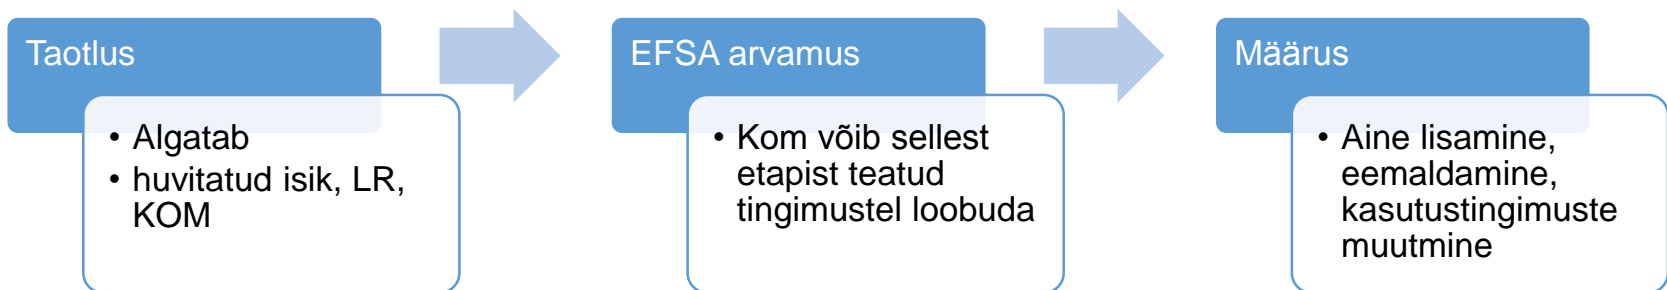 Taotlus
• Algatab
• huvitatud isik, LR,
KOM
EFSA arvamus
• Kom võib sellest
etapist teatud
tingimustel loobuda
Määrus
• Aine lisamine,
eemaldamine,
kasutustingimuste
muutmine